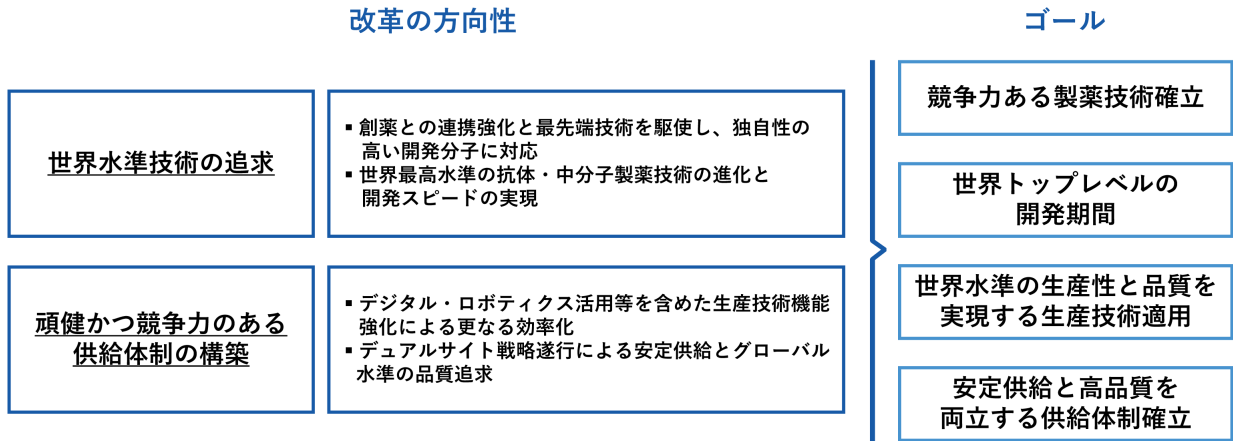 改革の方向性
ゴール
世界水準技術の追求
▪ 創薬との連携強化と最先端技術を駆使し、独自性の
高い開発分子に対応
▪ 世界最高水準の抗体・中分子製薬技術の進化と
開発スピードの実現
頑健かつ競争力のある
供給体制の構築
▪ デジタル・ロボティクス活用等を含めた生産技術機能
強化による更なる効率化
▪ デュアルサイト戦略遂行による安定供給とグローバル
水準の品質追求
競争力ある製薬技術確立
世界トップレベルの
開発期間
世界水準の生産性と品質を
実現する生産技術適用
安定供給と高品質を
両立する供給体制確立